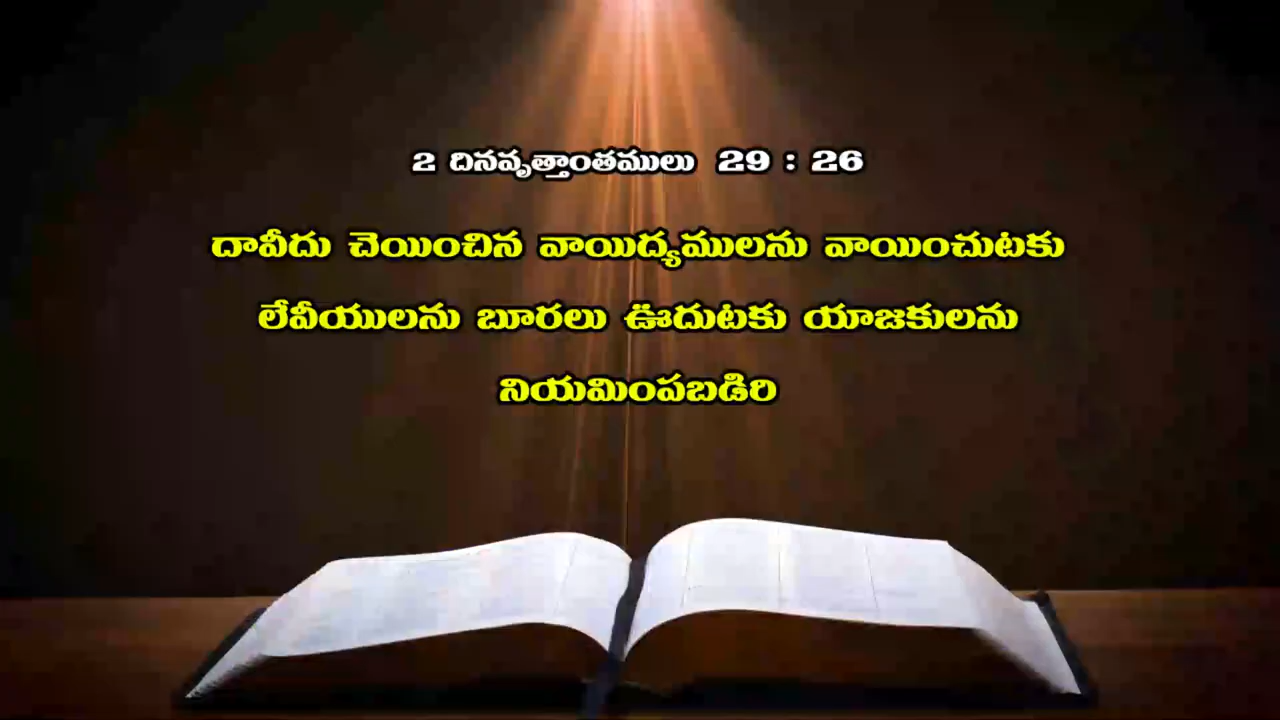 2 దినవృత్తాంతములు 29 : 26
దావీదు చెయించిన వాయిద్యములను వాయించుటకు
లేవీయులను బూరలు ఊదుటకు యాజకులను
నియమింపబడిరి